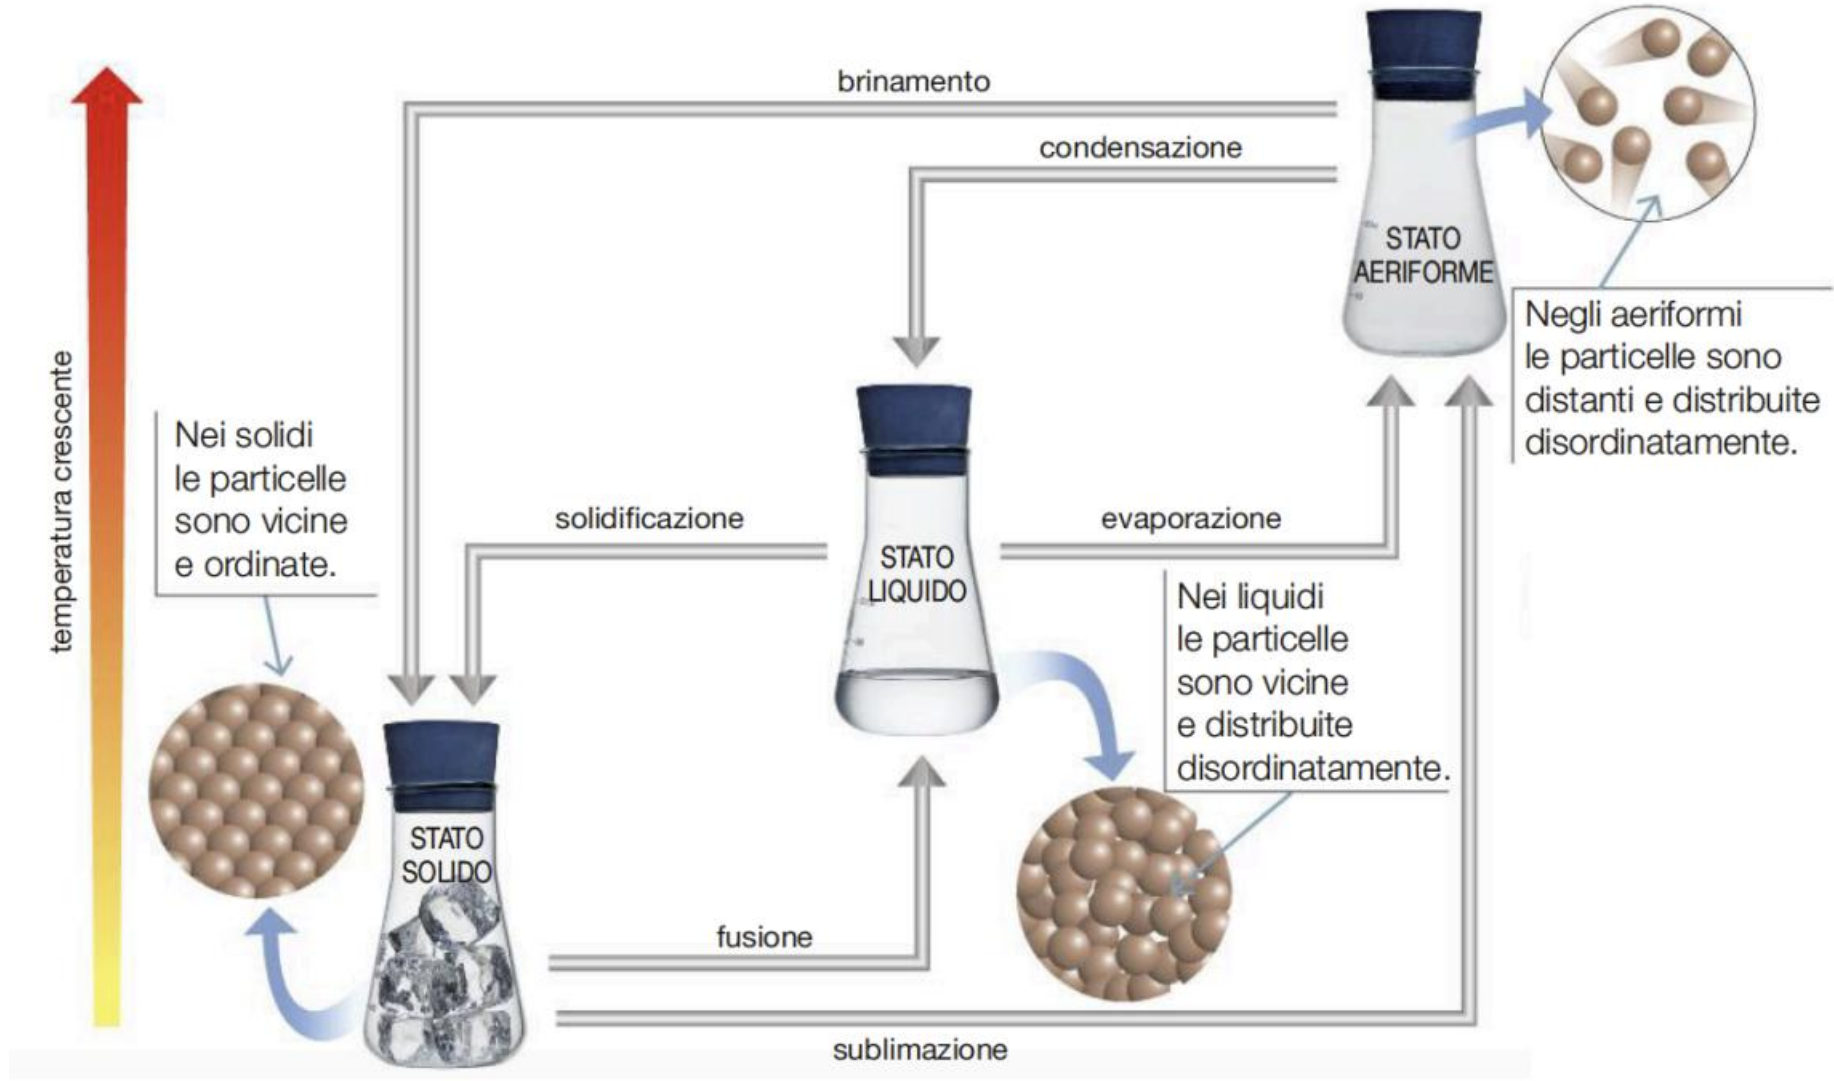 brinamento
condensazione
STATO
AERIFORME
Negli aeriformi
le particelle sono
distanti e distribuite
disordinatamente.
temperatura crescente
Nei solidi
le particelle
sono vicine
e ordinate.
solidificazione
evaporazione
STATO
LIQUIDO
Nei liquidi
le particelle
sono vicine
e distribuite
disordinatamente.
STATO
SOLIDO
fusione
sublimazione